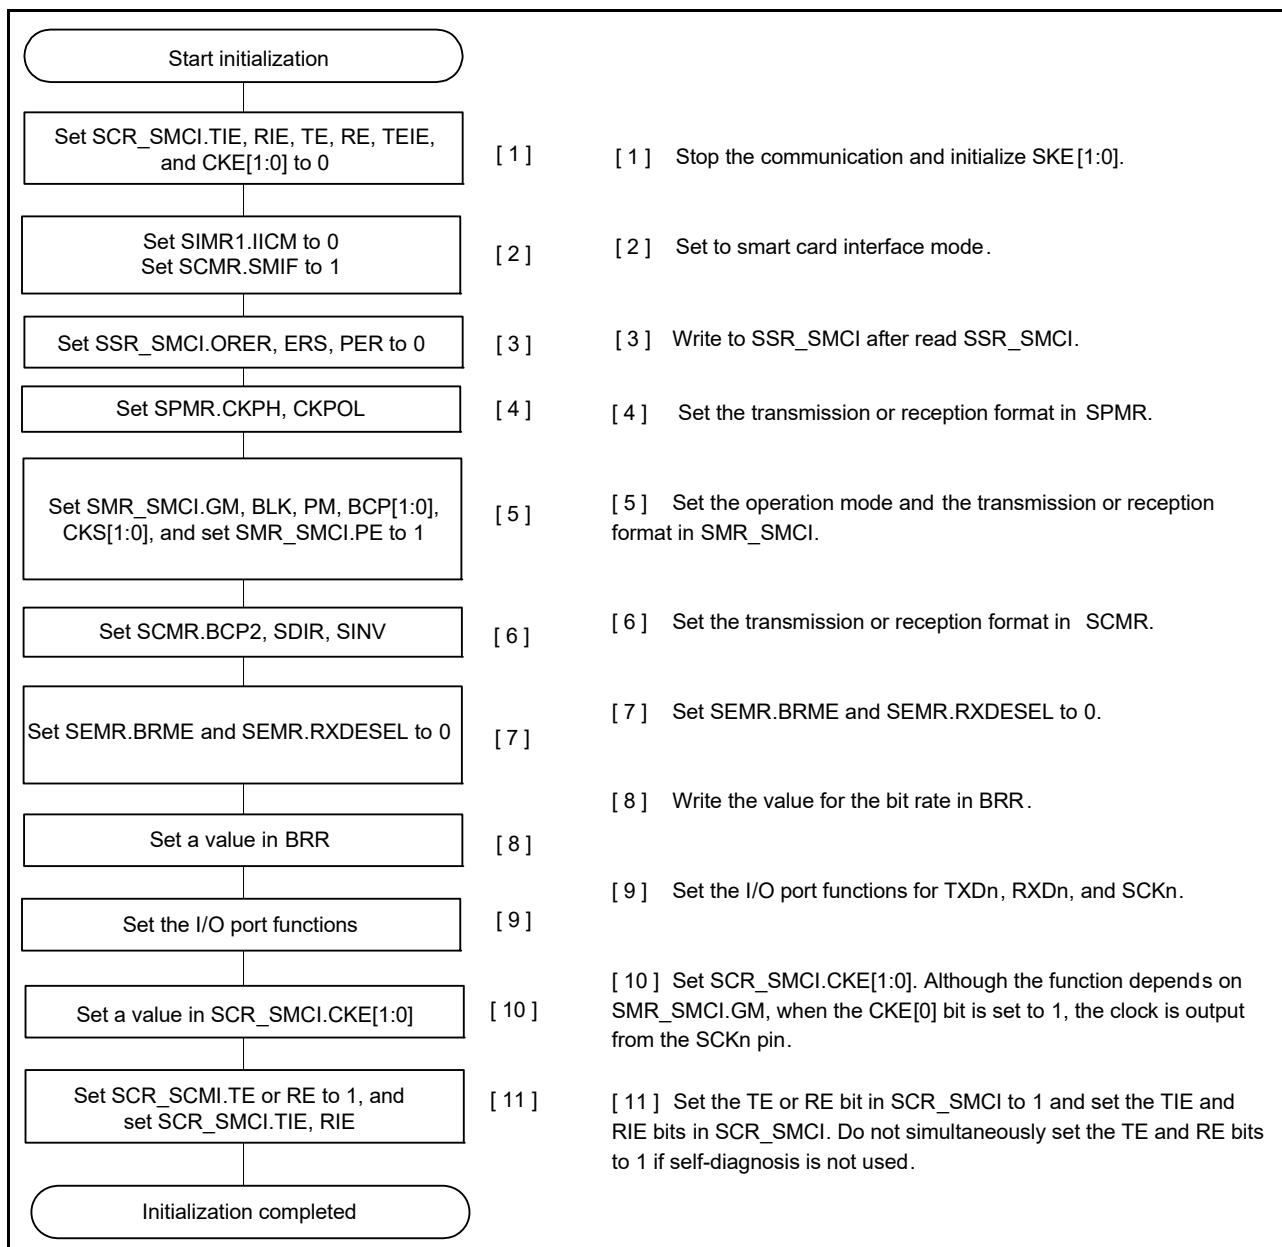 Start initialization
Set SCR_SMCI.TIE, RIE, TE, RE, TEIE,
and CKE[1:0] to 0
[ 1 ]
[ 1 ] Stop the communication and initialize SKE[1:0].
Set SIMR1.IICM to 0
Set SCMR.SMIF to 1
[ 2 ]
[ 2 ] Set to smart card interface mode.
Set SSR_SMCI.ORER, ERS, PER to 0
[ 3 ]
[ 3 ] Write to SSR_SMCI after read SSR_SMCI.
Set SPMR.CKPH, CKPOL
[ 4 ]
[ 4 ] Set the transmission or reception format in SPMR.
Set SMR_SMCI.GM, BLK, PM, BCP[1:0],
CKS[1:0], and set SMR_SMCI.PE to 1
[ 5 ]
[ 5 ] Set the operation mode and the transmission or reception
format in SMR_SMCI.
Set SCMR.BCP2, SDIR, SINV
[ 6 ]
[ 6 ] Set the transmission or reception format in SCMR.
Set SEMR.BRME and SEMR.RXDESEL to 0
[ 7 ]
[ 7 ] Set SEMR.BRME and SEMR.RXDESEL to 0.
Set a value in BRR
[ 8 ]
[ 8 ] Write the value for the bit rate in BRR.
Set the I/O port functions
[ 9 ]
[ 9 ] Set the I/O port functions for TXDn, RXDn, and SCKn.
Set a value in SCR_SMCI.CKE[1:0]
[ 10 ]
[ 10 ] Set SCR_SMCI.CKE[1:0]. Although the function depends on
SMR_SMCI.GM, when the CKE[0] bit is set to 1, the clock is output
from the SCKn pin.
Set SCR_SCMI.TE or RE to 1, and
set SCR_SMCI.TIE, RIE
[ 11 ]
[ 11 ] Set the TE or RE bit in SCR_SMCI to 1 and set the TIE and
RIE bits in SCR_SMCI. Do not simultaneously set the TE and RE bits
to 1 if self-diagnosis is not used.
Initialization completed